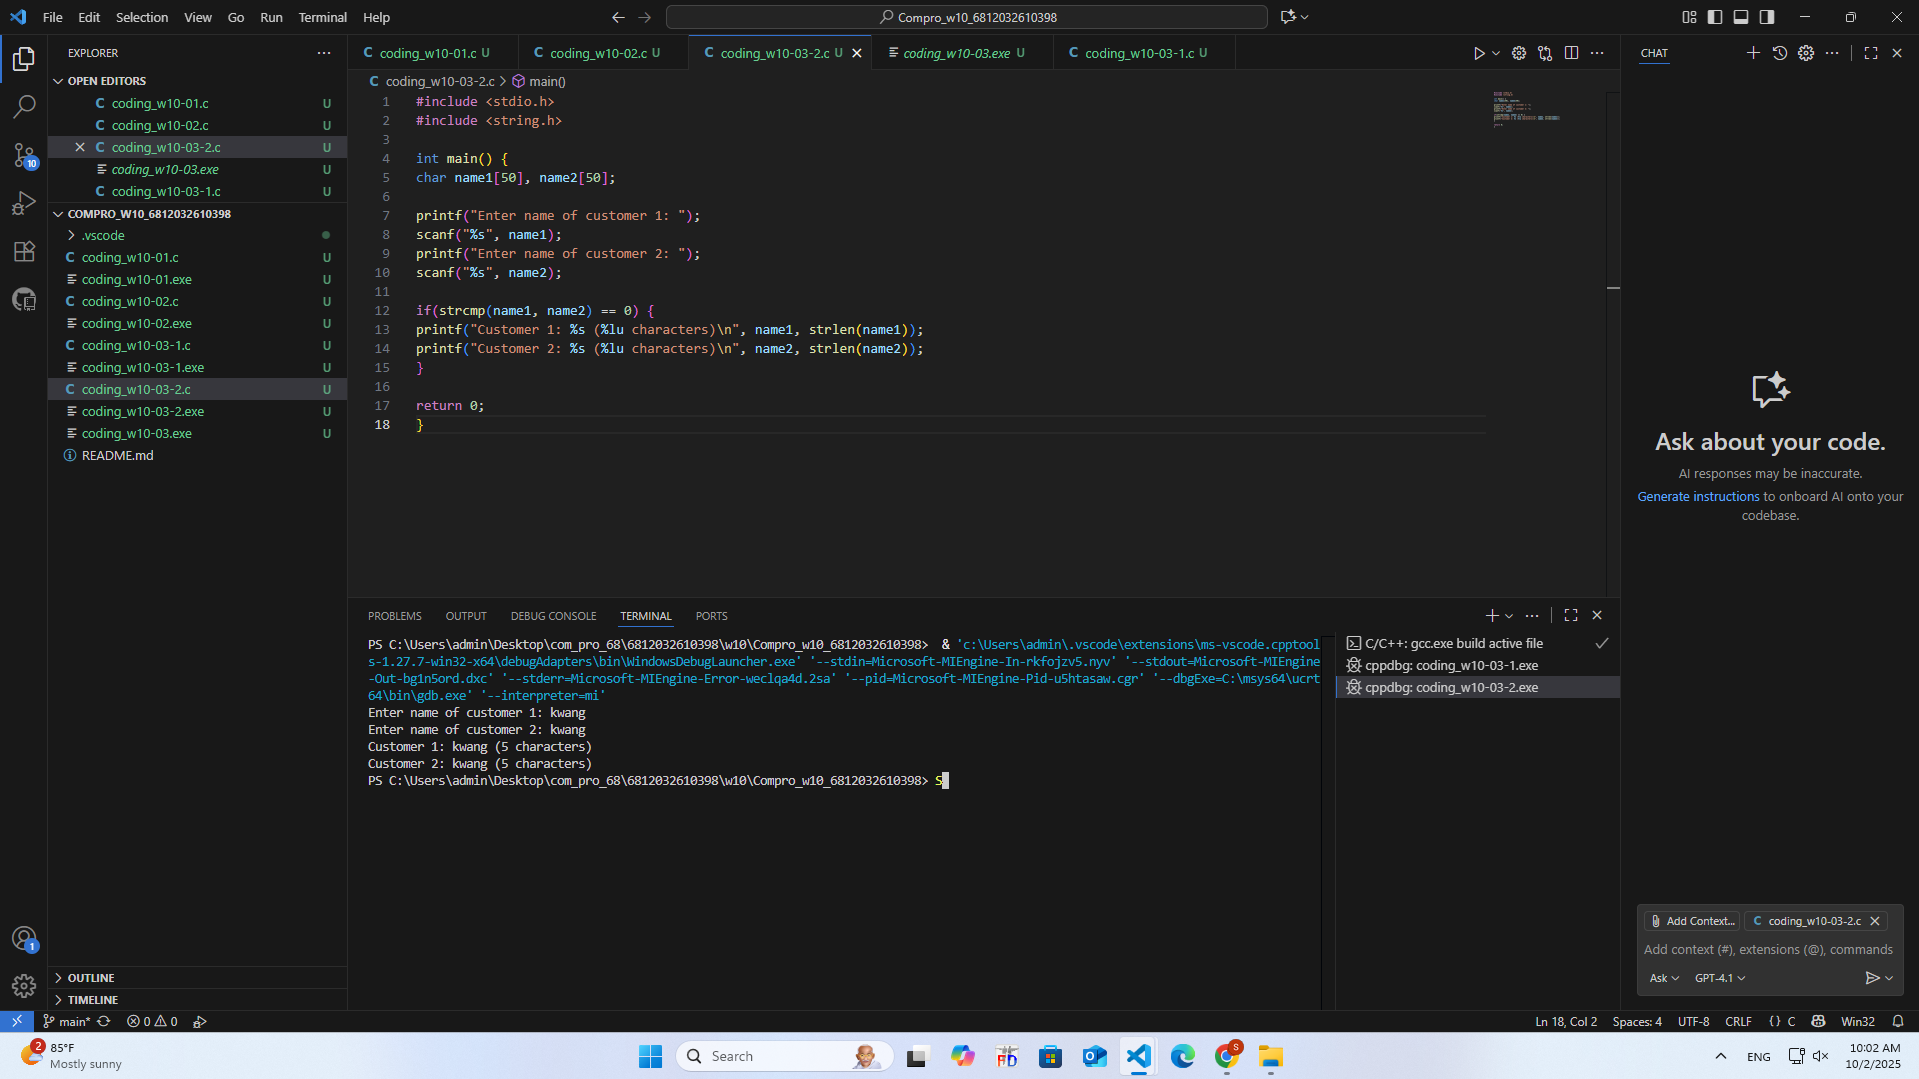 File Edit Selection View Go Run Terminal Help
Compro_w10_6812032610398
EXPLORER
OPEN EDITORS
coding_w10-01.c U
coding_w10-02.c U
coding_w10-03-2.c U
coding_w10-03.exe U
coding_w10-03-1.c U
COMPRO_W10_6812032610398
.vscode
coding_w10-01.c U
coding_w10-01.exe U
coding_w10-02.c U
coding_w10-02.exe U
coding_w10-03-1.c U
coding_w10-03-1.exe U
coding_w10-03-2.c U
coding_w10-03-2.exe U
coding_w10-03.exe U
README.md
OUTLINE
TIMELINE
10
1
coding_w10-01.c U coding_w10-02.c U coding_w10-03-2.c U coding_w10-03.exe U coding_w10-03-1.c U
coding_w10-03-2.c > main()
1 #include <stdio.h>
2 #include <string.h>
3
4 int main() {
5 char name1[50], name2[50];
6
7 printf("Enter name of customer 1: ");
8 scanf("%s", name1);
9 printf("Enter name of customer 2: ");
10 scanf("%s", name2);
11
12 if(strcmp(name1, name2) == 0) {
13 printf("Customer 1: %s (%lu characters)\n", name1, strlen(name1));
14 printf("Customer 2: %s (%lu characters)\n", name2, strlen(name2));
15 }
16
17 return 0;
18 }
PROBLEMS OUTPUT DEBUG CONSOLE TERMINAL PORTS
PS C:\Users\admin\Desktop\com_pro_68\6812032610398\w10\Compro_w10_6812032610398> & 'c:\Users\admin\.vscode\extensions\ms-vscode.cpptool
s-1.27.7-win32-x64\debugAdapters\bin\WindowsDebugLauncher.exe' '--stdin=Microsoft-MIEngine-In-rkfojzv5.nyv' '--stdout=Microsoft-MIEngine
-Out-bg1n5ord.dxc' '--stderr=Microsoft-MIEngine-Error-weclqa4d.2sa' '--pid=Microsoft-MIEngine-Pid-u5htasaw.cgr' '--dbgExe=C:\msys64\ucrt
64\bin\gdb.exe' '--interpreter=mi'
Enter name of customer 1: kwang
Enter name of customer 2: kwang
Customer 1: kwang (5 characters)
Customer 2: kwang (5 characters)
PS C:\Users\admin\Desktop\com_pro_68\6812032610398\w10\Compro_w10_6812032610398> S
C/C++: gcc.exe build active file
cppdbg: coding_w10-03-1.exe
cppdbg: coding_w10-03-2.exe
CHAT
Ask about your code.
AI responses may be inaccurate.
Generate instructions to onboard AI onto your
codebase.
Add Context... C coding_w10-03-2.c
Add context (#), extensions (@), commands
Ask GPT-4.1
main* 0 0
Ln 18, Col 2 Spaces: 4 UTF-8 CRLF {} C Win32
2 85°F
Mostly sunny
Search
S
ENG
10:02 AM
10/2/2025